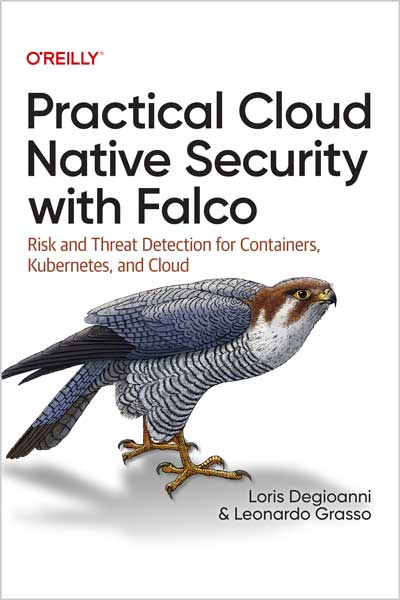 O'REILLY®
Practical Cloud
Native Security
with Falco
Risk and Threat Detection for Containers,
Kubernetes, and Cloud
Loris Degioanni
& Leonardo Grasso